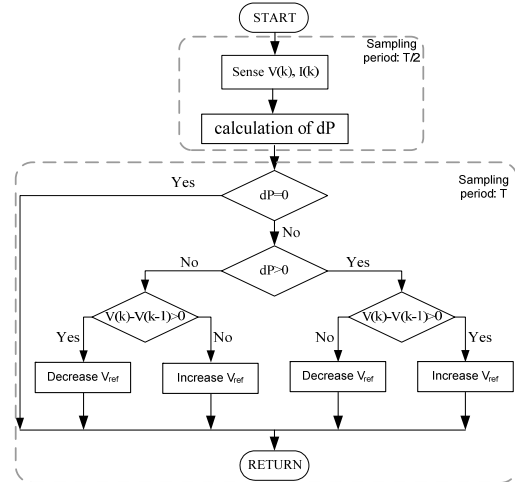 START
Sampling
period: T/2
Sense V(k), I(k)
calculation of dP
Sampling
period: T
Yes
dP=0
No
No
dP>0
Yes
V(k)-V(k-1)>0
V(k)-V(k-1)>0
Yes
No
No
Yes
Decrease Vref
Increase Vref
Decrease Vref
Increase Vref
RETURN